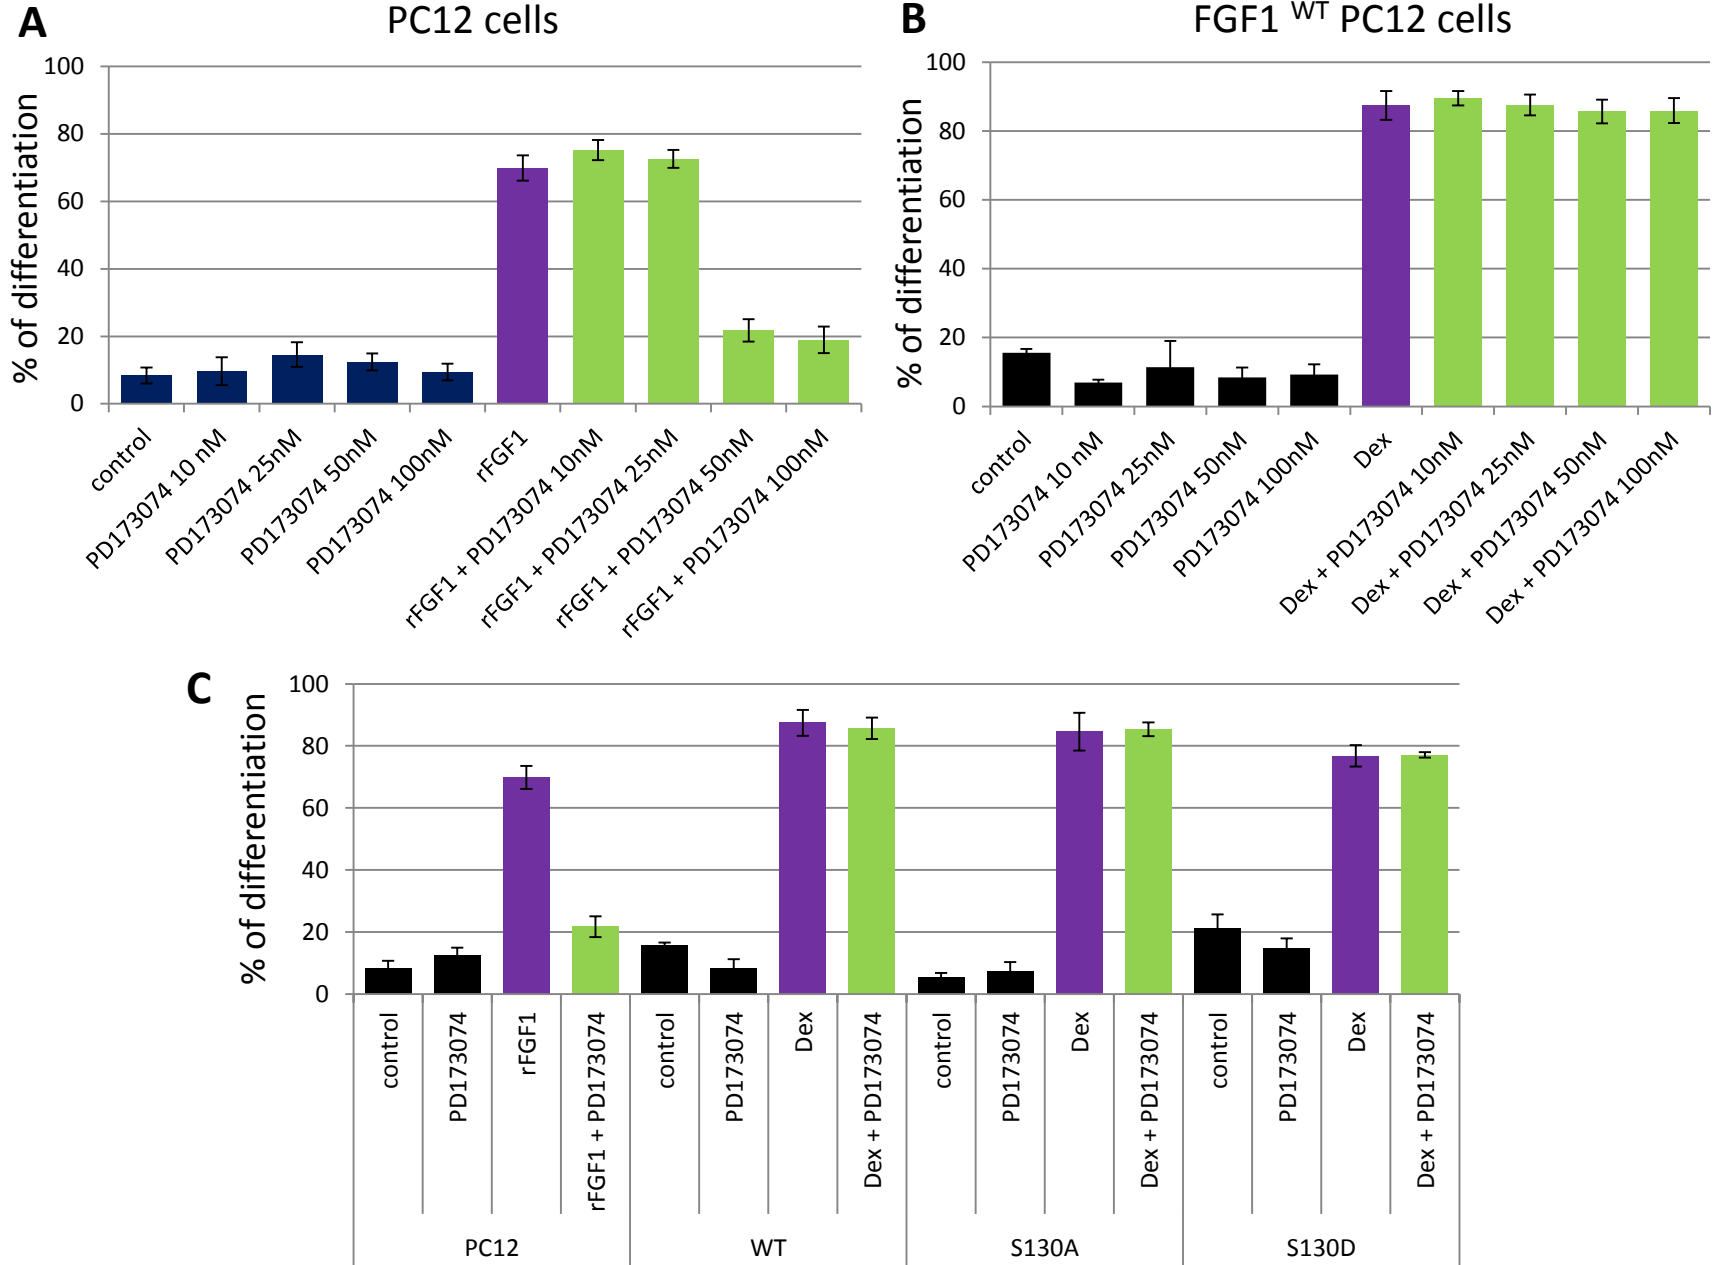 A
PC12 cells
% of differentiation
100
80
60
40
20
0
control
PD173074 10 nM
PD173074 25nM
PD173074 50nM
PD173074 100nM
rFGF1
rFGF1 + PD173074 10nM
rFGF1 + PD173074 25nM
rFGF1 + PD173074 50nM
rFGF1 + PD173074 100nM
B
FGF1 WT PC12 cells
% of differentiation
100
80
60
40
20
0
control
PD173074 10 nM
PD173074 25nM
PD173074 50nM
PD173074 100nM
Dex
Dex + PD173074 10nM
Dex + PD173074 25nM
Dex + PD173074 50nM
Dex + PD173074 100nM
C
% of differentiation
100
80
60
40
20
0
control
PD173074
rFGF1
rFGF1 + PD173074
control
PD173074
Dex
Dex + PD173074
control
PD173074
Dex
Dex + PD173074
control
PD173074
Dex
Dex + PD173074
PC12
WT
S130A
S130D